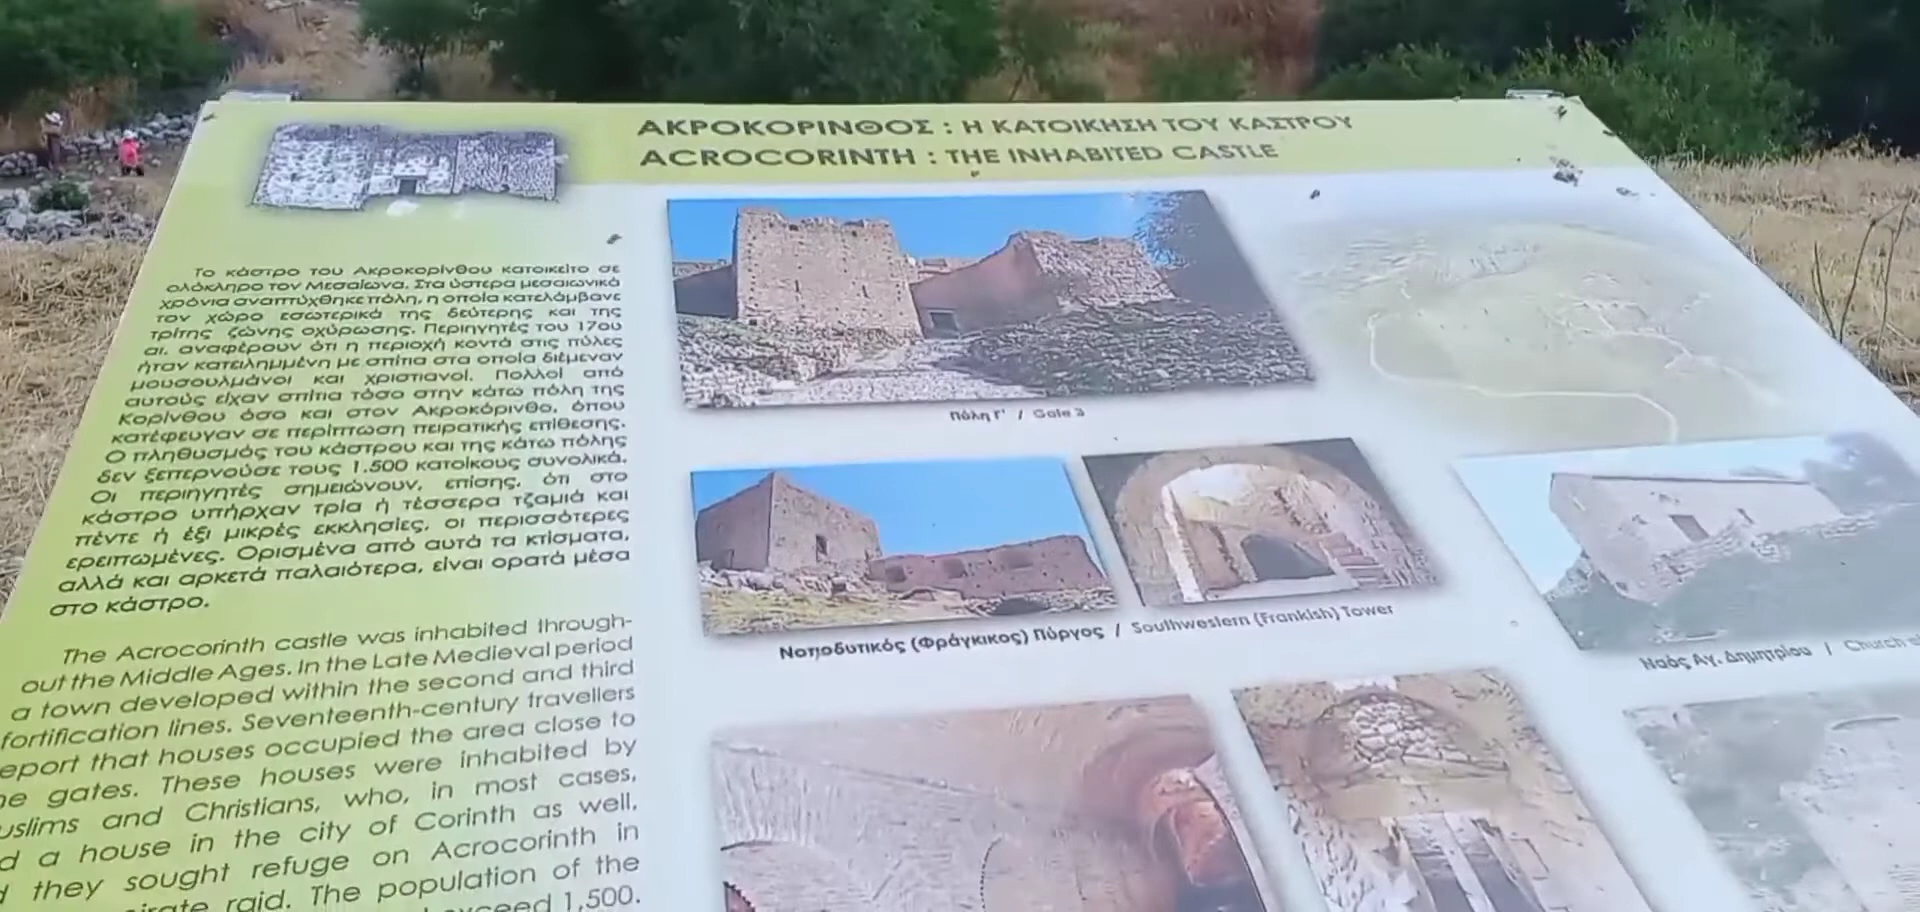 ΑΚΡΟΚΟΡΙΝΘΟΣ : Η ΚΑΤΟΙΚΗΣΗ ΤΟΥ ΚΑΣΤΡΟΥ
ACROCORINTH : THE INHABITED CASTLE
Το κάστρο του Ακροκορίνθου κατοικείτο σε
ολόκληρο τον Μεσαίωνα. Στα ύστερα μεσαιωνικά
χρόνια αναπτύχθηκε πόλη, η οποία κατελάμβανε
τον χώρο εσωτερικά της δεύτερης και της
τρίτης ζώνης οχύρωσης. Περιηγητές του 17ου
αι. αναφέρουν ότι η περιοχή κοντά στις πύλες
ήταν κατειλημμένη με σπίτια στα οποία διέμεναν
μουσουλμάνοι και χριστιανοί. Πολλοί από
αυτούς είχαν σπίτια τόσο στην κάτω πόλη της
Κορίνθου όσο και στον Ακροκόρινθο, όπου
κατέφευγαν σε περίπτωση πειρατικής επίθεσης.
Ο πληθυσμός του κάστρου και της κάτω πόλης
δεν ξεπερνούσε τους 1.500 κατοίκους συνολικά.
Οι περιηγητές σημειώνουν, επίσης, ότι στο
κάστρο υπήρχαν τρία ή τέσσερα τζαμιά και
πέντε ή έξι μικρές εκκλησίες, οι περισσότερες
ερειπωμένες. Ορισμένα από αυτά τα κτίσματα,
αλλά και αρκετά παλαιότερα, είναι ορατά μέσα
στο κάστρο.
The Acrocorinth castle was inhabited through-
out the Middle Ages. In the Late Medieval period
a town developed within the second and third
fortification lines. Seventeenth-century travellers
eport that houses occupied the area close to
he gates. These houses were inhabited by
uslims and Christians, who, in most cases,
d a house in the city of Corinth as well,
d they sought refuge on Acrocorinth in
irate raid. The population of the
exceed 1,500.
Πύλη Γ' / Gate 3
Νοτιοδυτικός (Φράγκικος) Πύργος / Southwestern (Frankish) Tower
Ναός Αγ. Δημητρίου / Church